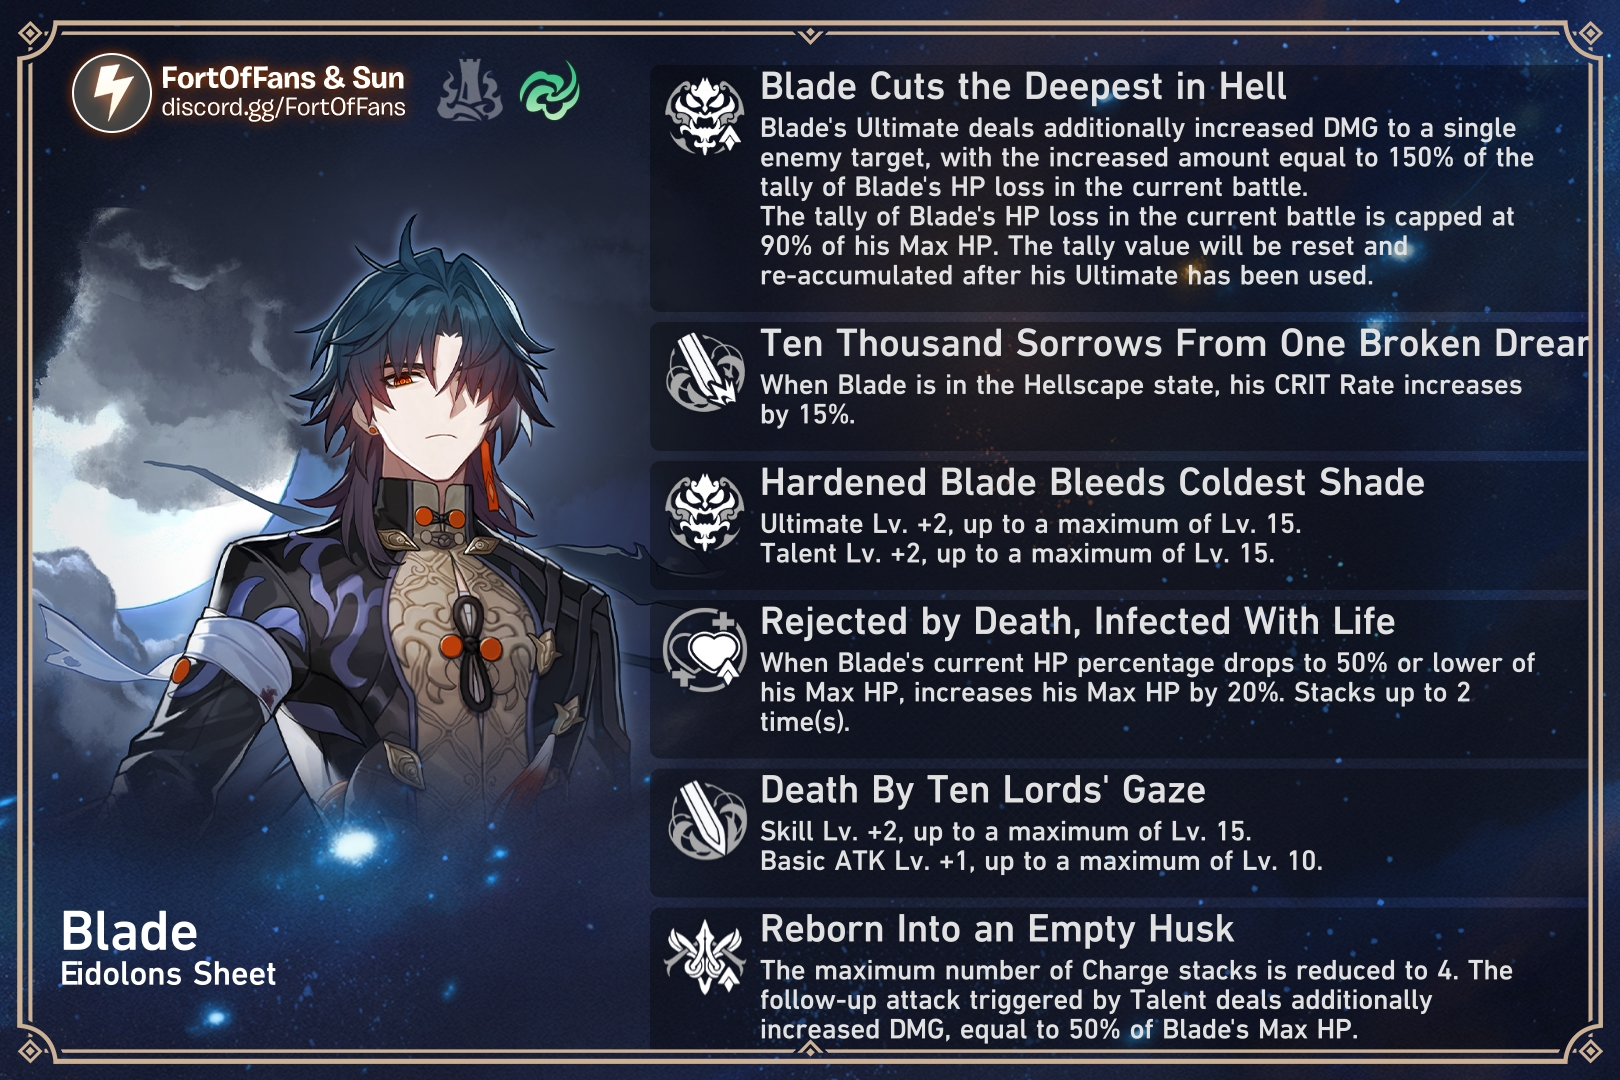 FortOfFans & Sun
discord.gg/FortOfFans
Blade Cuts the Deepest in Hell
Blade's Ultimate deals additionally increased DMG to a single
enemy target, with the increased amount equal to 150% of the
tally of Blade's HP loss in the current battle.
The tally of Blade's HP loss in the current battle is capped at
90% of his Max HP. The tally value will be reset and
re-accumulated after his Ultimate has been used.
Ten Thousand Sorrows From One Broken Drear
When Blade is in the Hellscape state, his CRIT Rate increases
by 15%.
Hardened Blade Bleeds Coldest Shade
Ultimate Lv. +2, up to a maximum of Lv. 15.
Talent Lv. +2, up to a maximum of Lv. 15.
Rejected by Death, Infected With Life
When Blade's current HP percentage drops to 50% or lower of
his Max HP, increases his Max HP by 20%. Stacks up to 2
time(s).
Death By Ten Lords' Gaze
Skill Lv. +2, up to a maximum of Lv. 15.
Basic ATK Lv. +1, up to a maximum of Lv. 10.
Reborn Into an Empty Husk
The maximum number of Charge stacks is reduced to 4. The
follow-up attack triggered by Talent deals additionally
increased DMG, equal to 50% of Blade's Max HP.
Blade
Eidolons Sheet